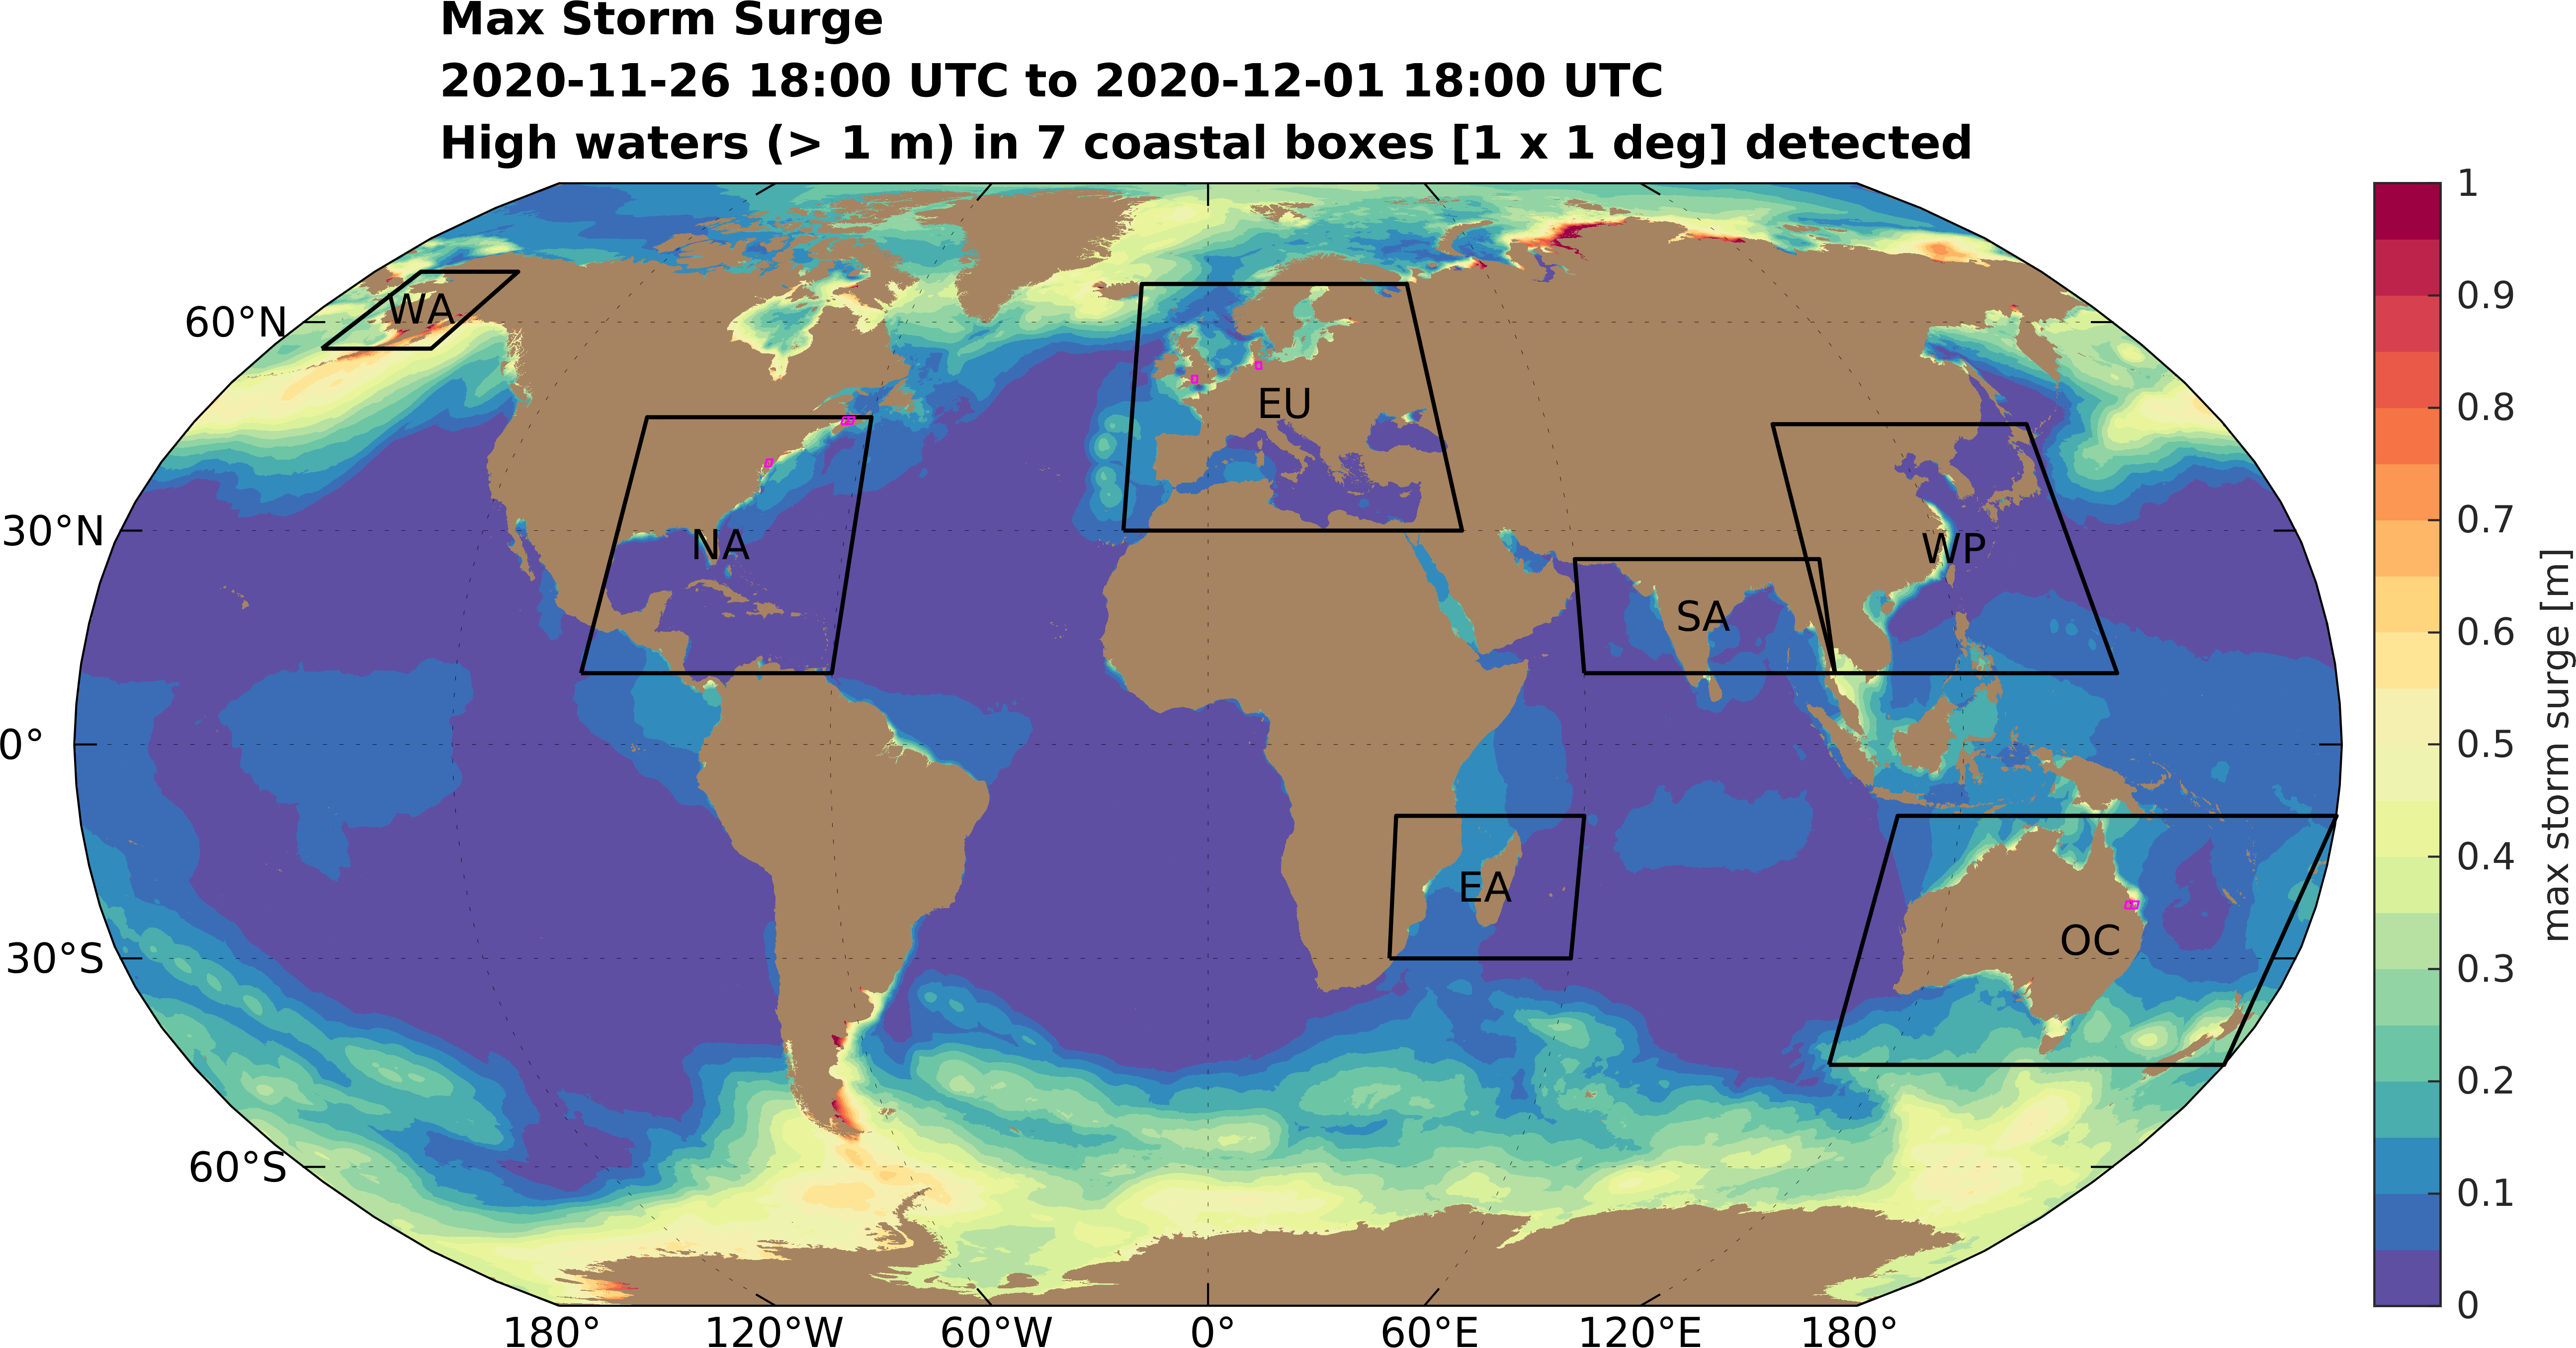 Max Storm Surge
2020-11-26 18:00 UTC to 2020-12-01 18:00 UTC
High waters (> 1 m) in 7 coastal boxes [1 x 1 deg] detected
60°N
30°N
0°
30°S
60°S
WA
NA
EU
SA
WP
EA
OC
180°
120°W
60°W
0°
60°E
120°E
180°
1
0.9
0.8
0.7
0.6
0.5
0.4
0.3
0.2
0.1
0
max storm surge [m]